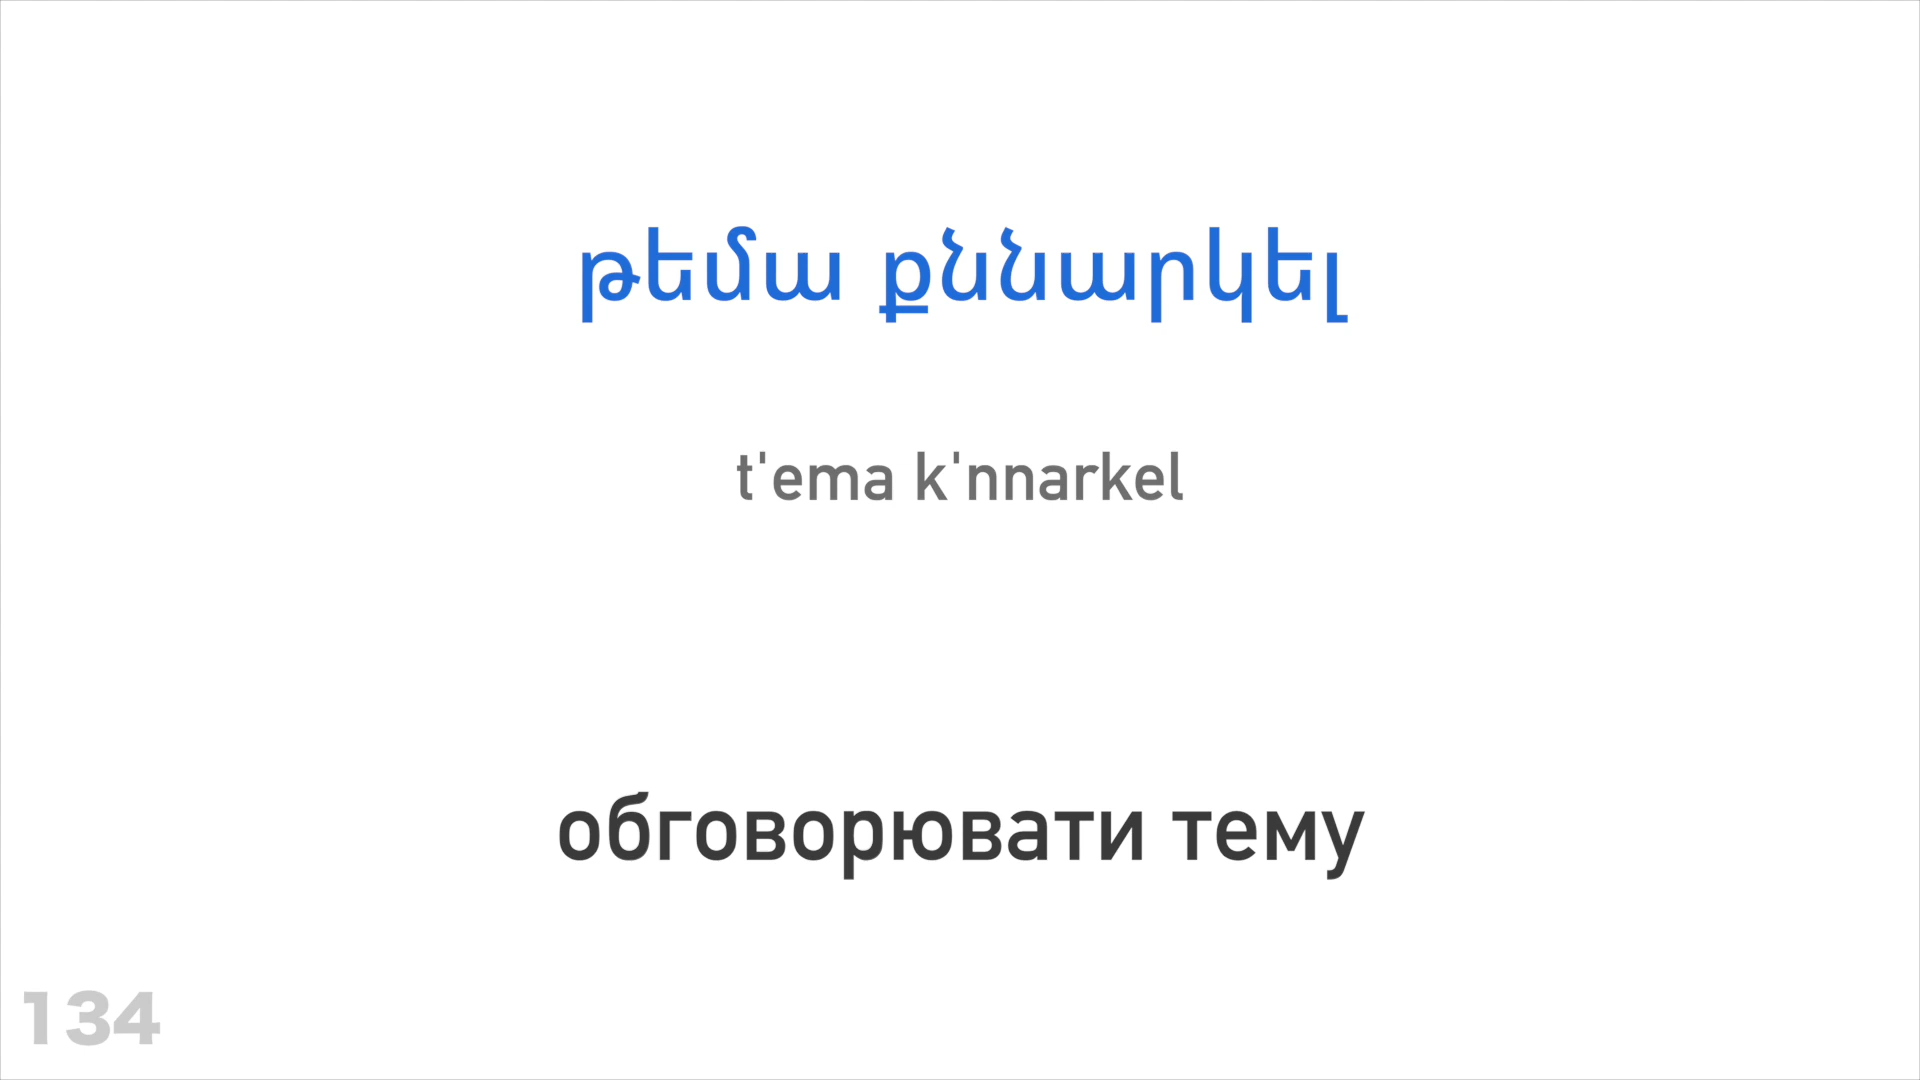 թեմա քննարկել
t'ema k'nnarkel
обговорювати тему
134